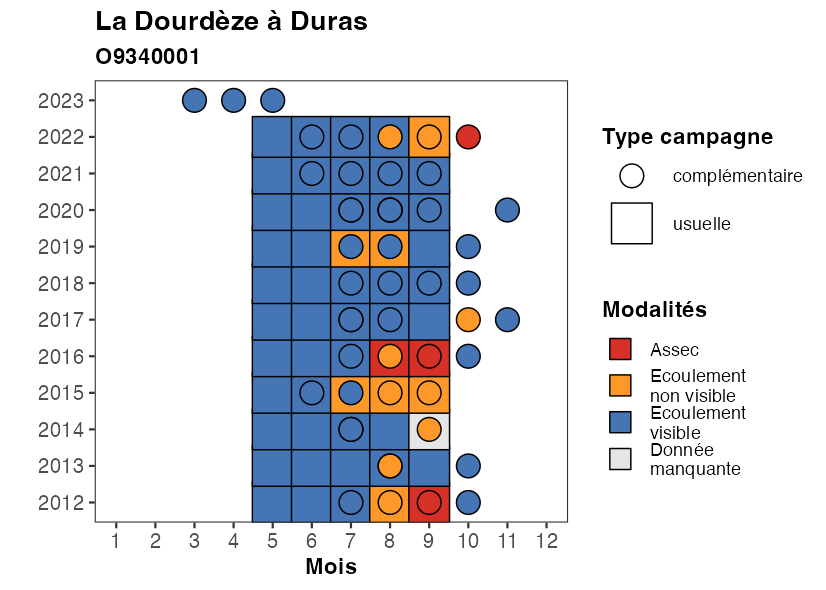 La Dourdèze à Duras
O9340001
2023
2022
2021
2020
2019
2018
2017
2016
2015
2014
2013
2012
1 2 3 4 5 6 7 8 9 10 11 12
Mois
Type campagne
complémentaire
usuelle
Modalités
Assec
Ecoulement
non visible
Ecoulement
visible
Donnée
manquante